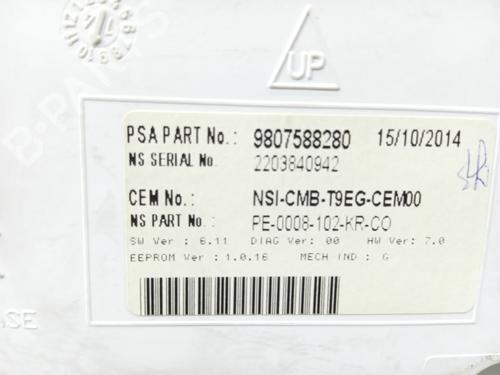 UP
PSA PART No.: 9807588280 15/10/2014
NS SERIAL No. 2203840942
CEM No.: NSI-CMB-T9EG-CEM00
NS PART No.: PE-0008-102-KR-CO
SW Ver : 6.11 DIAG Ver : 00 HW Ver : 7.0
EEPROM Ver : 1.0.16 MECH IND : G
B-PARTS